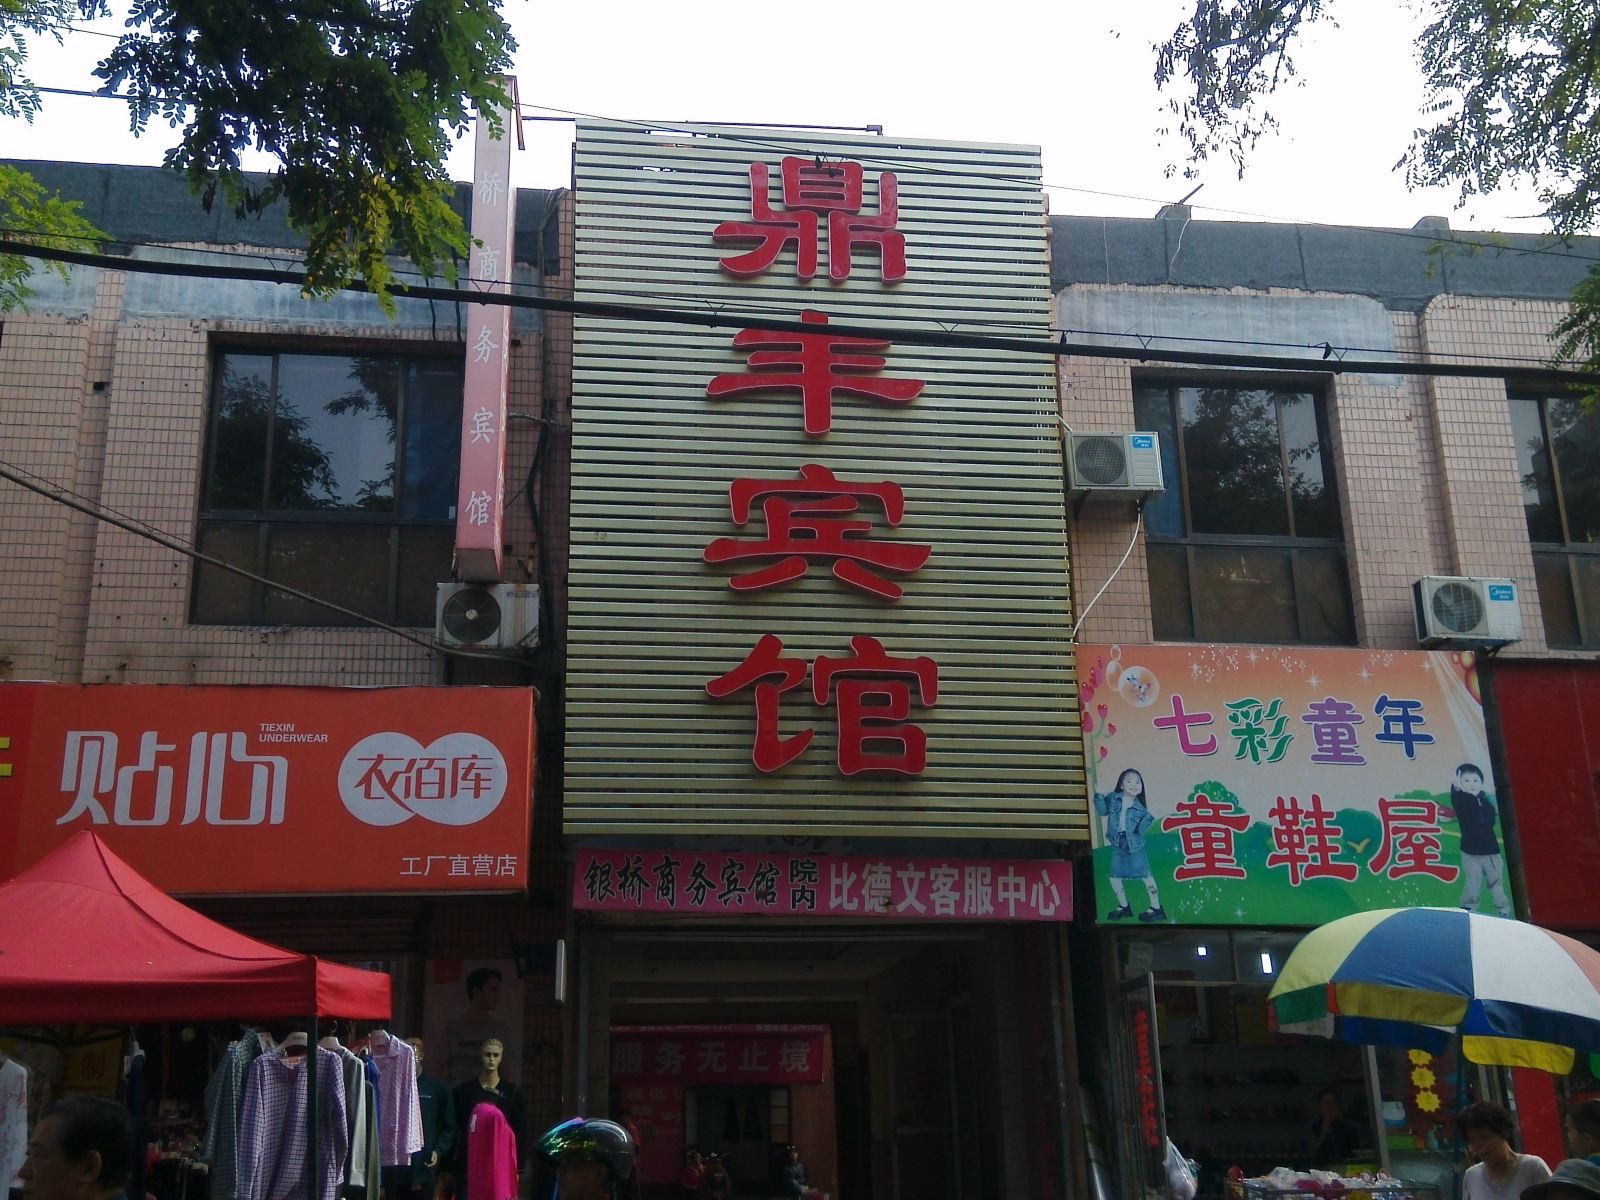 桥商务宾馆
鼎丰宾馆
贴心
TIEXIN
UNDERWEAR
衣佰库
工厂直营店
银桥商务宾馆 院内 比德文客服中心
七彩童年
童鞋屋
Midea
Midea
服务无止境